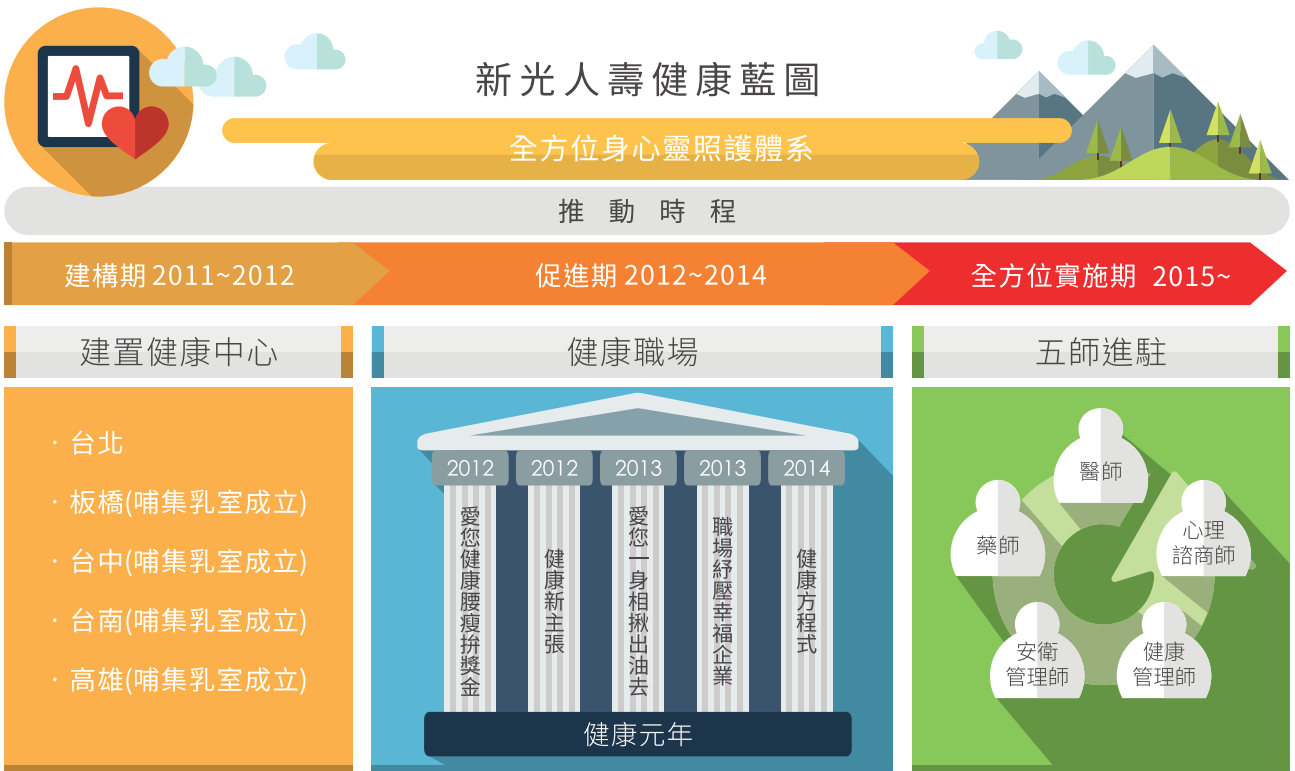 新光人壽健康藍圖
全方位身心靈照護體系
推動時程
建構期 2011~2012
促進期 2012~2014
全方位實施期 2015~
建置健康中心
· 台北
· 板橋(哺集乳室成立)
· 台中(哺集乳室成立)
· 台南(哺集乳室成立)
· 高雄(哺集乳室成立)
健康職場
2012
愛您健康腰瘦拚獎金
2012
健康新主張
2013
愛您一身相揪出油去
2013
職場紓壓幸福企業
2014
健康方程式
健康元年
五師進駐
醫師
藥師
心理
諮商師
安衛
管理師
健康
管理師